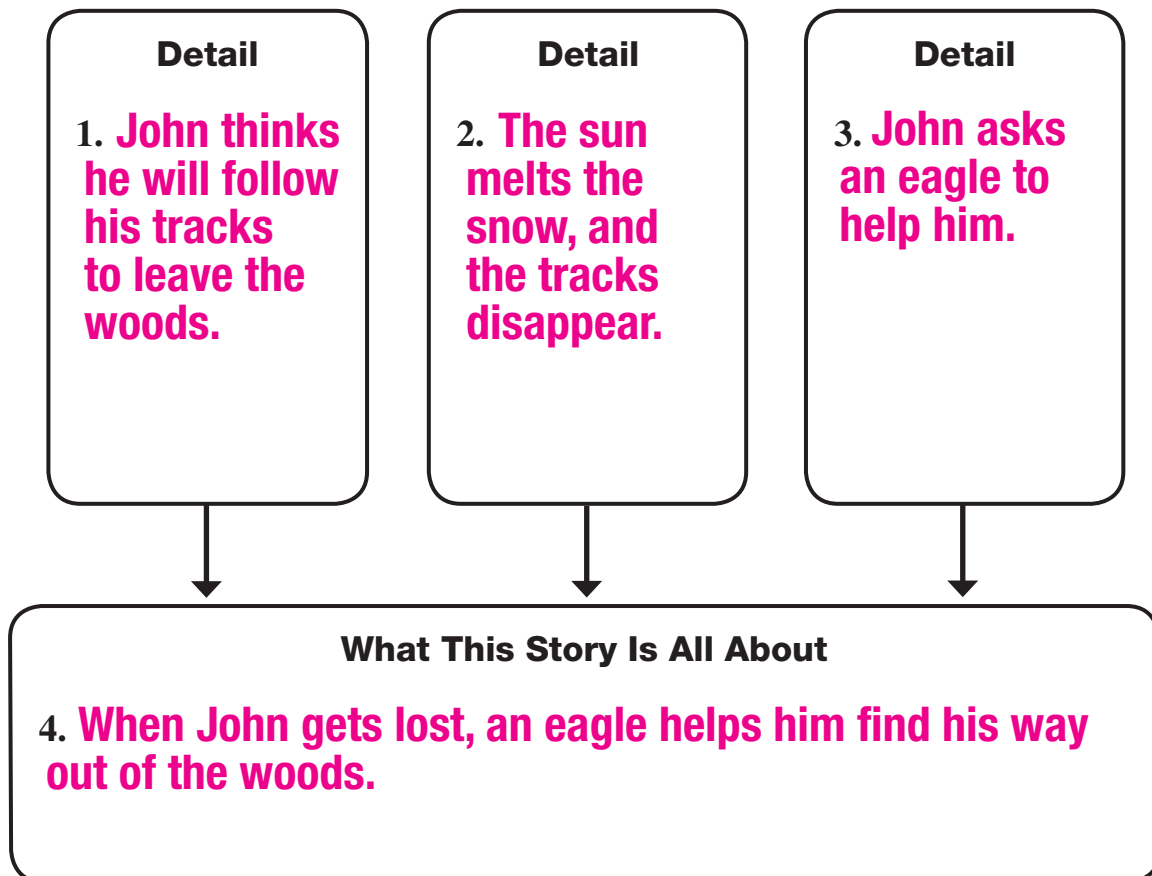 Detail
1. John thinks
he will follow
his tracks
to leave the
woods.
Detail
2. The sun
melts the
snow, and
the tracks
disappear.
Detail
3. John asks
an eagle to
help him.
What This Story Is All About
4. When John gets lost, an eagle helps him find his way
out of the woods.